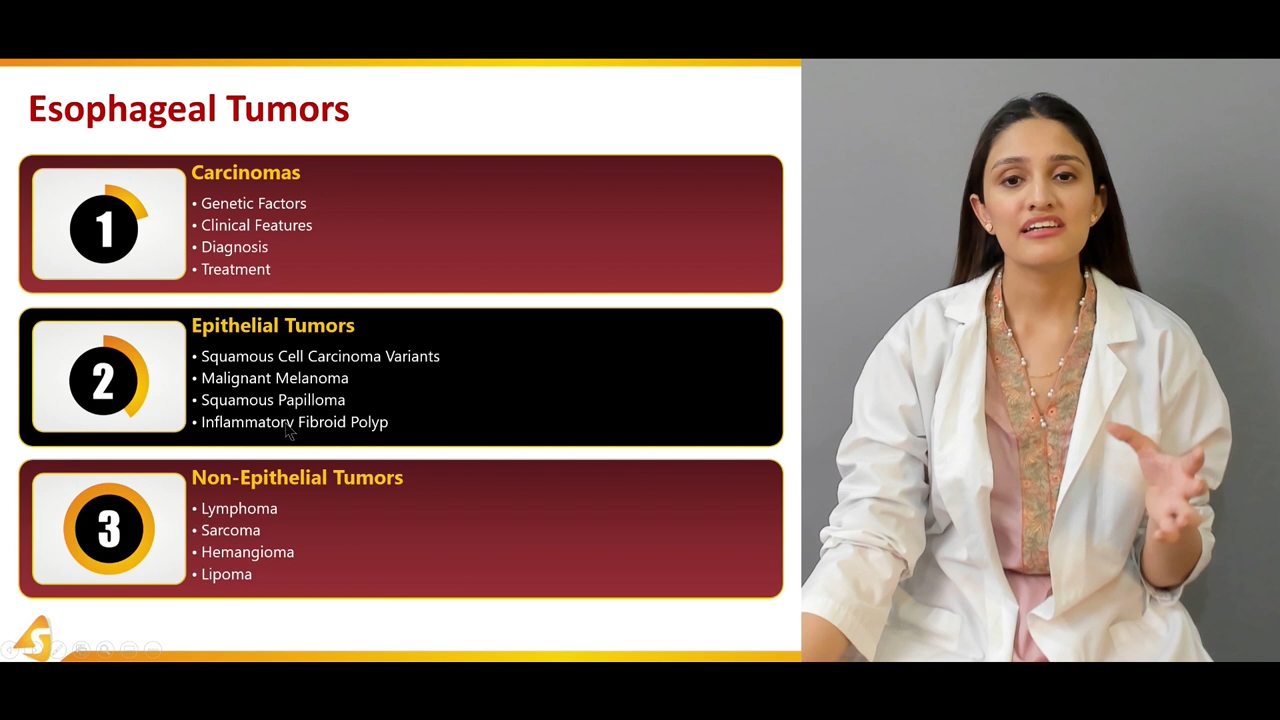 Esophageal Tumors
1
Carcinomas
• Genetic Factors
• Clinical Features
• Diagnosis
• Treatment
2
Epithelial Tumors
• Squamous Cell Carcinoma Variants
• Malignant Melanoma
• Squamous Papilloma
• Inflammatory Fibroid Polyp
3
Non-Epithelial Tumors
• Lymphoma
• Sarcoma
• Hemangioma
• Lipoma
S